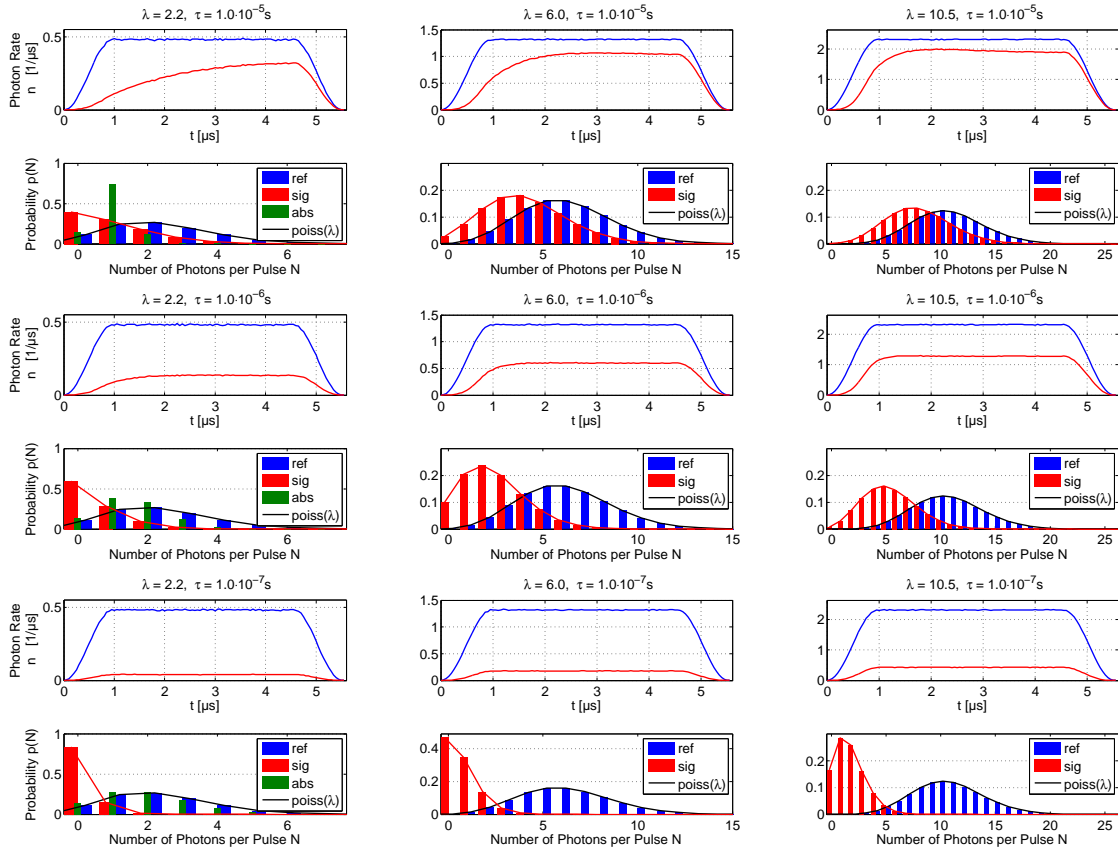 λ = 2.2, τ = 1.0·10⁻⁵s
λ = 6.0, τ = 1.0·10⁻⁵s
λ = 10.5, τ = 1.0·10⁻⁵s
Photon Rate
n [1/μs]
0.5
0
0 1 2 3 4 5
t [μs]
1.5
1.0
0.5
0
0 1 2 3 4 5
t [μs]
2
1
0
0 1 2 3 4 5
t [μs]
Probability p(N)
1
0.5
0
ref
sig
abs
poiss(λ)
0 2 4 6
Number of Photons per Pulse N
0.2
0.1
0
ref
sig
poiss(λ)
0 5 10 15
Number of Photons per Pulse N
0.2
0.1
0
ref
sig
poiss(λ)
0 5 10 15 20 25
Number of Photons per Pulse N
λ = 2.2, τ = 1.0·10⁻⁶s
λ = 6.0, τ = 1.0·10⁻⁶s
λ = 10.5, τ = 1.0·10⁻⁶s
Photon Rate
n [1/μs]
0.5
0
0 1 2 3 4 5
t [μs]
1.5
1.0
0.5
0
0 1 2 3 4 5
t [μs]
2
1
0
0 1 2 3 4 5
t [μs]
Probability p(N)
1
0.5
0
ref
sig
abs
poiss(λ)
0 2 4 6
Number of Photons per Pulse N
0.2
0.1
0
ref
sig
poiss(λ)
0 5 10 15
Number of Photons per Pulse N
0.2
0.1
0
ref
sig
poiss(λ)
0 5 10 15 20 25
Number of Photons per Pulse N
λ = 2.2, τ = 1.0·10⁻⁷s
λ = 6.0, τ = 1.0·10⁻⁷s
λ = 10.5, τ = 1.0·10⁻⁷s
Photon Rate
n [1/μs]
0.5
0
0 1 2 3 4 5
t [μs]
1.5
1.0
0.5
0
0 1 2 3 4 5
t [μs]
2
1
0
0 1 2 3 4 5
t [μs]
Probability p(N)
1
0.5
0
ref
sig
abs
poiss(λ)
0 2 4 6
Number of Photons per Pulse N
0.4
0.2
0
ref
sig
poiss(λ)
0 5 10 15
Number of Photons per Pulse N
0.2
0.1
0
ref
sig
poiss(λ)
0 5 10 15 20 25
Number of Photons per Pulse N